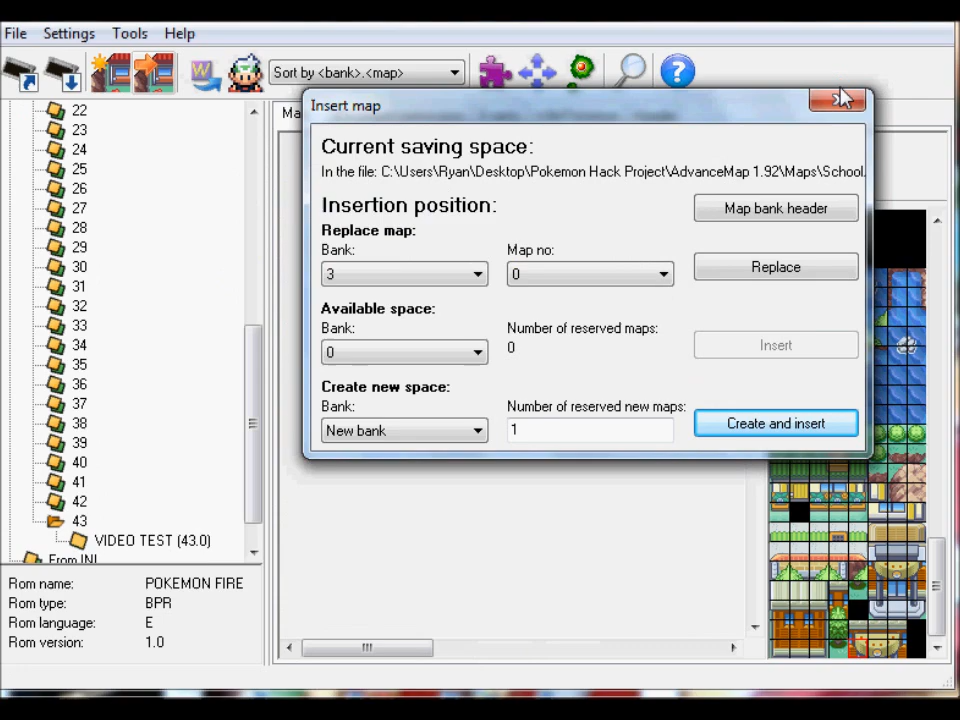 File Settings Tools Help
Sort by <bank>.<map>
22
23
24
25
26
27
28
29
30
31
32
33
34
35
36
37
38
39
40
41
42
43
VIDEO TEST (43.0)
From INI
Rom name: POKEMON FIRE
Rom type: BPR
Rom language: E
Rom version: 1.0
Insert map
Current saving space:
In the file: C:\Users\Ryan\Desktop\Pokemon Hack Project\AdvanceMap 1.92\Maps\School.
Insertion position:
Map bank header
Replace map:
Bank: Map no:
3 0 Replace
Available space:
Bank: Number of reserved maps:
0 0 Insert
Create new space:
Bank: Number of reserved new maps:
New bank 1 Create and insert